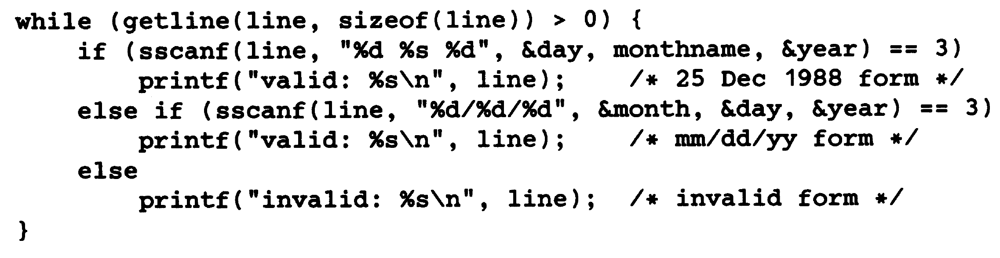 while (getline(line, sizeof(line)) > 0) {
    if (sscanf(line, "%d %s %d", &day, monthname, &year) == 3)
        printf("valid: %s\n", line);    /* 25 Dec 1988 form */
    else if (sscanf(line, "%d/%d/%d", &month, &day, &year) == 3)
        printf("valid: %s\n", line);    /* mm/dd/yy form */
    else
        printf("invalid: %s\n", line);  /* invalid form */
}